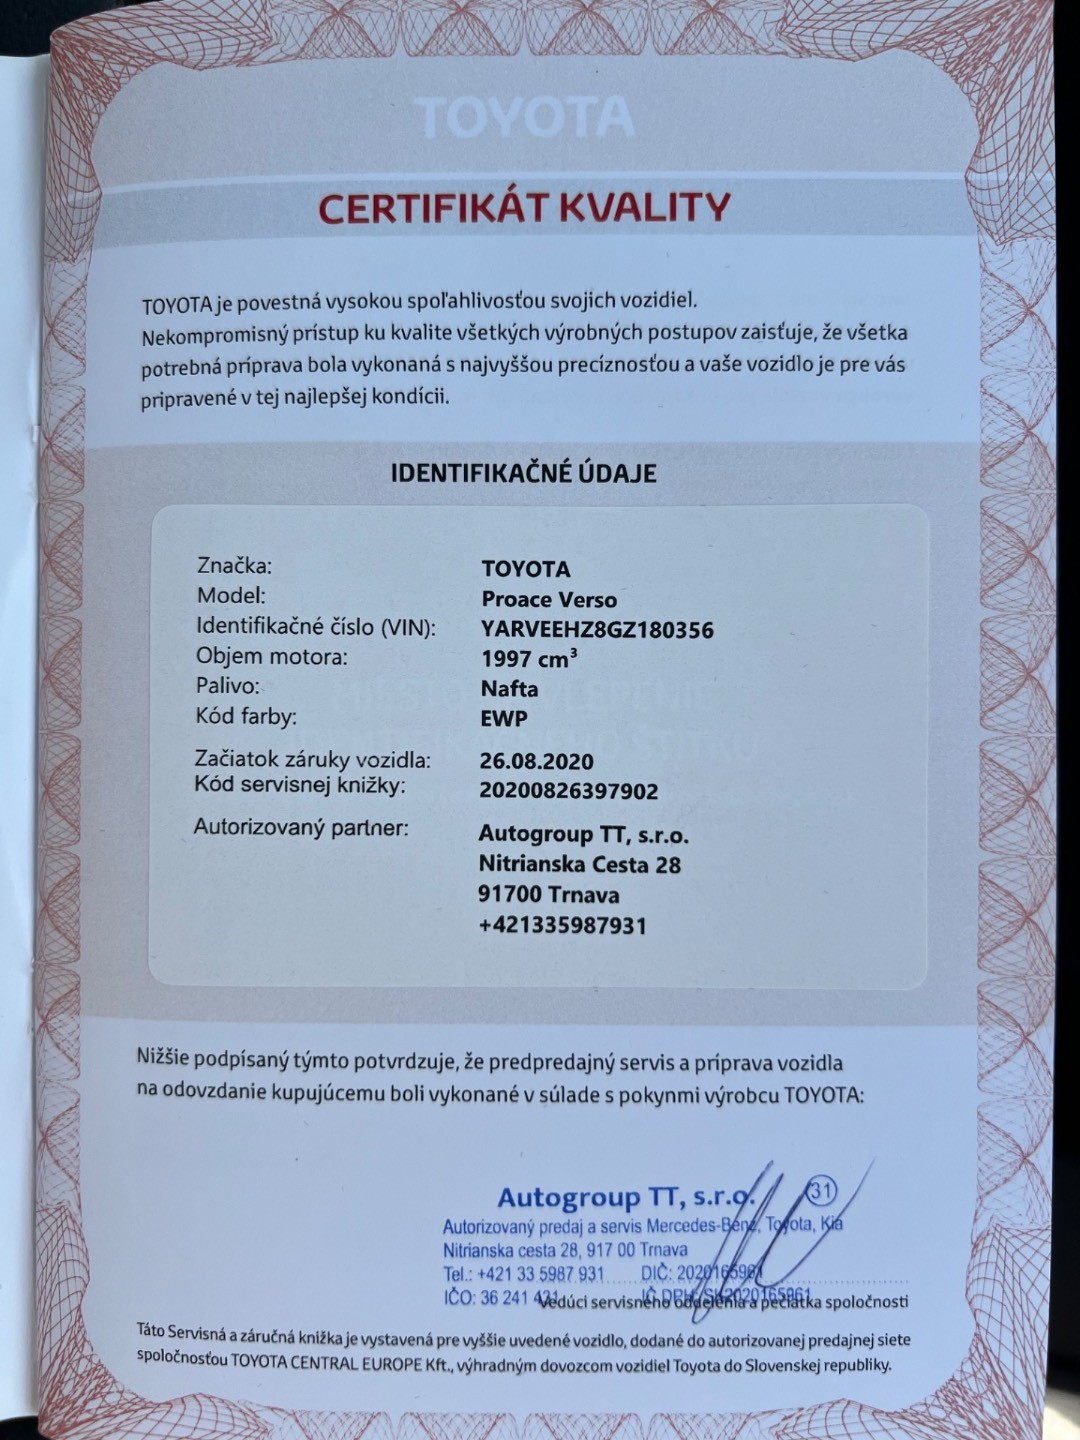 TOYOTA
CERTIFIKÁT KVALITY
TOYOTA je povestná vysokou spoľahlivosťou svojich vozidiel.
Nekompromisný prístup ku kvalite všetkých výrobných postupov zaisťuje, že všetka
potrebná príprava bola vykonaná s najvyššou precíznosťou a vaše vozidlo je pre vás
pripravené v tej najlepšej kondícii.
IDENTIFIKAČNÉ ÚDAJE
Značka: TOYOTA
Model: Proace Verso
Identifikačné číslo (VIN): YARVEEHZ8GZ180356
Objem motora: 1997 cm³
Palivo: Nafta
Kód farby: EWP
Začiatok záruky vozidla: 26.08.2020
Kód servisnej knižky: 20200826397902
Autorizovaný partner: Autogroup TT, s.r.o.
Nitrianska Cesta 28
91700 Trnava
+421335987931
Nižšie podpísaný týmto potvrdzuje, že predpredajný servis a príprava vozidla
na odovzdanie kupujúcemu boli vykonané v súlade s pokynmi výrobcu TOYOTA:
Autogroup TT, s.r.o. 31
Autorizovaný predaj a servis Mercedes-Benz, Toyota, Kia
Nitrianska cesta 28, 917 00 Trnava
Tel.: +421 33 5987 931 DIČ: 2020165961
IČO: 36 241 431 IČ DPH: SK2020165961
Vedúci servisného oddelenia a pečiatka spoločnosti
Táto Servisná a záručná knižka je vystavená pre vyššie uvedené vozidlo, dodané do autorizovanej predajnej siete
spoločnosťou TOYOTA CENTRAL EUROPE Kft., výhradným dovozcom vozidiel Toyota do Slovenskej republiky.